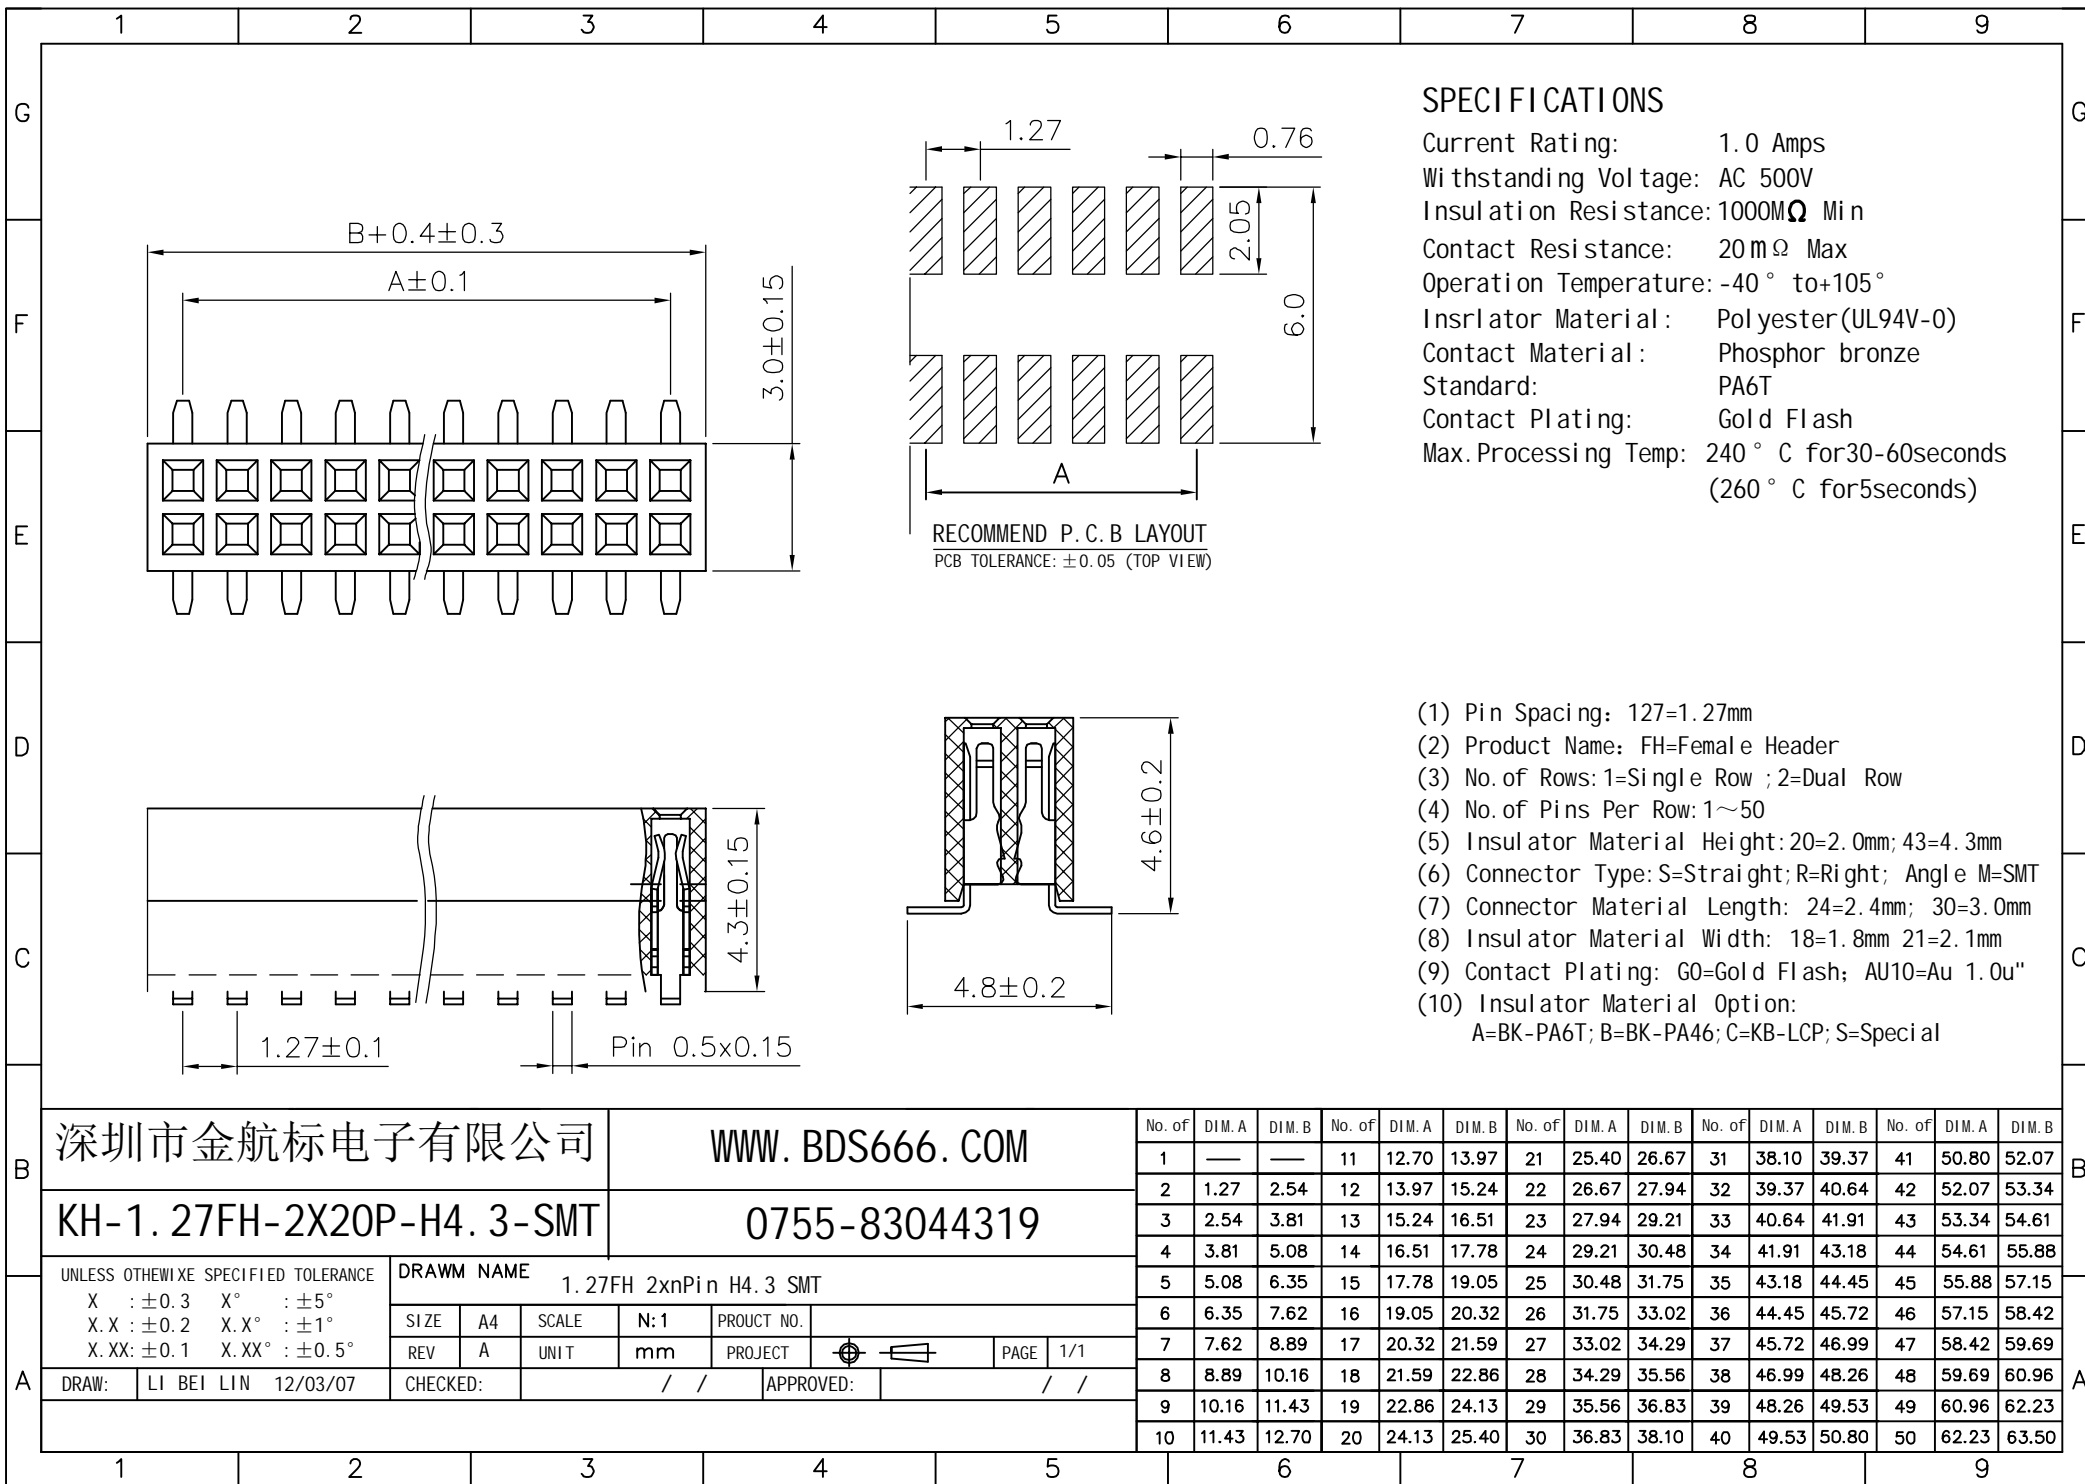 1 2 3 4 5 6 7 8 9
G G
F F
E E
D D
C C
B B
A A
1.27
0.76
2.05
6.0
A
RECOMMEND P.C.B LAYOUT
PCB TOLERANCE: ±0.05 (TOP VIEW)
B+0.4±0.3
A±0.1
3.0±0.15
SPECIFICATIONS
Current Rating: 1.0 Amps
Withstanding Voltage: AC 500V
Insulation Resistance: 1000MΩ Min
Contact Resistance: 20mΩ Max
Operation Temperature: -40° to+105°
Insrlator Material: Polyester(UL94V-0)
Contact Material: Phosphor bronze
Standard: PA6T
Contact Plating: Gold Flash
Max.Processing Temp: 240° C for30-60seconds
(260° C for5seconds)
4.3±0.15
1.27±0.1
Pin 0.5x0.15
4.6±0.2
4.8±0.2
(1) Pin Spacing: 127=1.27mm
(2) Product Name: FH=Female Header
(3) No.of Rows:1=Single Row ;2=Dual Row
(4) No.of Pins Per Row:1～50
(5) Insulator Material Height:20=2.0mm;43=4.3mm
(6) Connector Type:S=Straight;R=Right; Angle M=SMT
(7) Connector Material Length: 24=2.4mm; 30=3.0mm
(8) Insulator Material Width: 18=1.8mm 21=2.1mm
(9) Contact Plating: G0=Gold Flash; AU10=Au 1.0u"
(10) Insulator Material Option:
A=BK-PA6T;B=BK-PA46;C=KB-LCP;S=Special
深圳市金航标电子有限公司 WWW.BDS666.COM
KH-1.27FH-2X20P-H4.3-SMT 0755-83044319
UNLESS OTHEWIXE SPECIFIED TOLERANCE
X :±0.3 X° :±5°
X.X :±0.2 X.X° :±1°
X.XX:±0.1 X.XX° :±0.5°
DRAWM NAME 1.27FH 2xnPin H4.3 SMT
SIZE A4 SCALE N:1 PROUCT NO.
REV A UNIT mm PROJECT PAGE 1/1
DRAW: LI BEI LIN 12/03/07 CHECKED: / / APPROVED: / /
No.of DIM.A DIM.B No.of DIM.A DIM.B No.of DIM.A DIM.B No.of DIM.A DIM.B No.of DIM.A DIM.B
1 — — 11 12.70 13.97 21 25.40 26.67 31 38.10 39.37 41 50.80 52.07
2 1.27 2.54 12 13.97 15.24 22 26.67 27.94 32 39.37 40.64 42 52.07 53.34
3 2.54 3.81 13 15.24 16.51 23 27.94 29.21 33 40.64 41.91 43 53.34 54.61
4 3.81 5.08 14 16.51 17.78 24 29.21 30.48 34 41.91 43.18 44 54.61 55.88
5 5.08 6.35 15 17.78 19.05 25 30.48 31.75 35 43.18 44.45 45 55.88 57.15
6 6.35 7.62 16 19.05 20.32 26 31.75 33.02 36 44.45 45.72 46 57.15 58.42
7 7.62 8.89 17 20.32 21.59 27 33.02 34.29 37 45.72 46.99 47 58.42 59.69
8 8.89 10.16 18 21.59 22.86 28 34.29 35.56 38 46.99 48.26 48 59.69 60.96
9 10.16 11.43 19 22.86 24.13 29 35.56 36.83 39 48.26 49.53 49 60.96 62.23
10 11.43 12.70 20 24.13 25.40 30 36.83 38.10 40 49.53 50.80 50 62.23 63.50
1 2 3 4 5 6 7 8 9